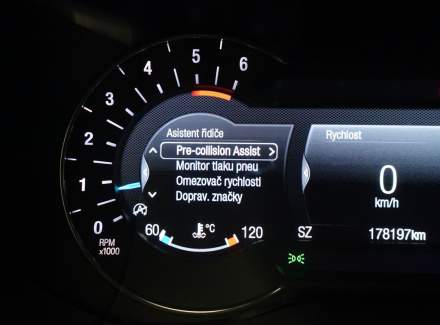 6
5
4
3
2
1
0
RPM
x1000
Asistent řidiče
Pre-collision Assist
Monitor tlaku pneu
Omezovač rychlosti
Doprav. značky
60 °C 120
Rychlost
0
km/h
SZ 178197km